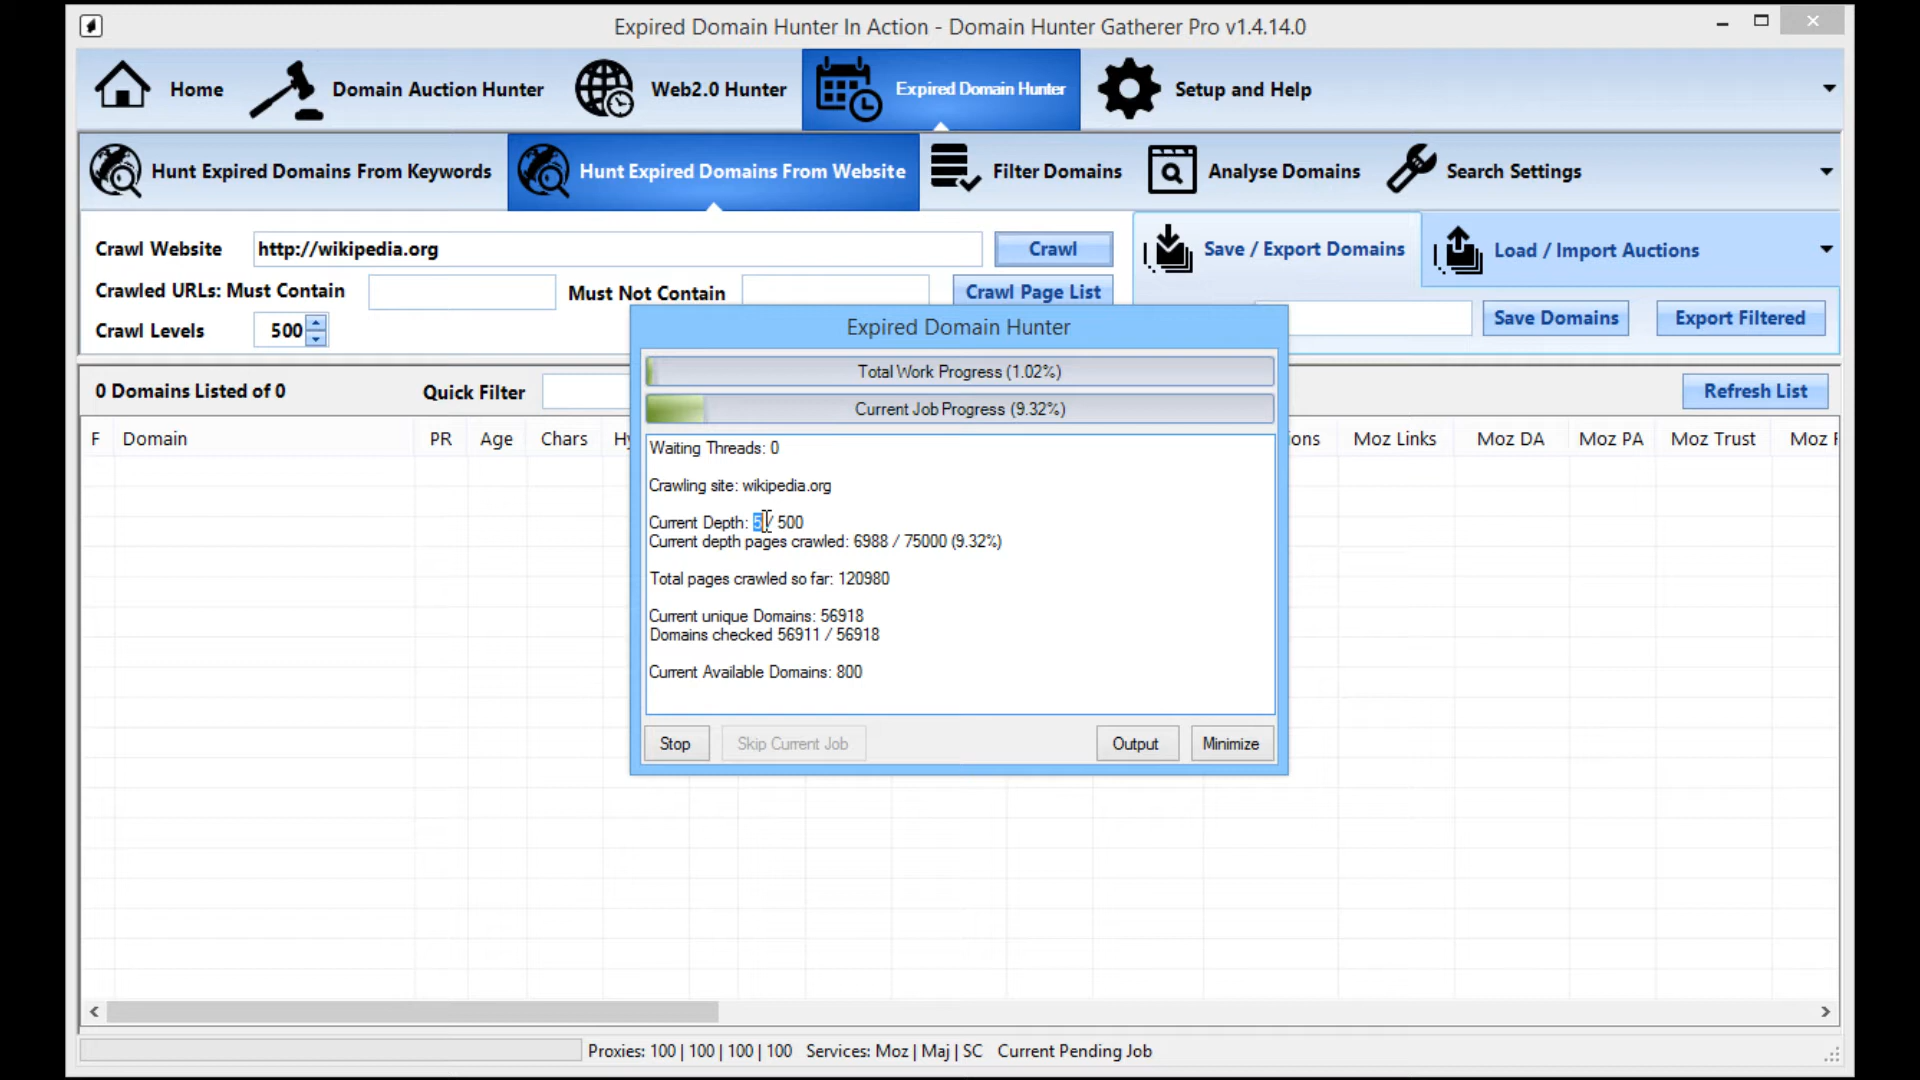 Expired Domain Hunter In Action - Domain Hunter Gatherer Pro v1.4.14.0
Home Domain Auction Hunter Web2.0 Hunter Expired Domain Hunter Setup and Help
Hunt Expired Domains From Keywords Hunt Expired Domains From Website Filter Domains Analyse Domains Search Settings
Crawl Website http://wikipedia.org Crawl Save / Export Domains Load / Import Auctions
Crawled URLs: Must Contain Must Not Contain Crawl Page List
Crawl Levels 500 Save Domains Export Filtered
Expired Domain Hunter
Total Work Progress (1.02%)
0 Domains Listed of 0 Quick Filter Refresh List
Current Job Progress (9.32%)
F Domain PR Age Chars Moz Links Moz DA Moz PA Moz Trust Moz
Waiting Threads: 0
Crawling site: wikipedia.org
Current Depth: 5 / 500
Current depth pages crawled: 6988 / 75000 (9.32%)
Total pages crawled so far: 120980
Current unique Domains: 56918
Domains checked 56911 / 56918
Current Available Domains: 800
Stop Skip Current Job Output Minimize
Proxies: 100 | 100 | 100 | 100 Services: Moz | Maj | SC Current Pending Job